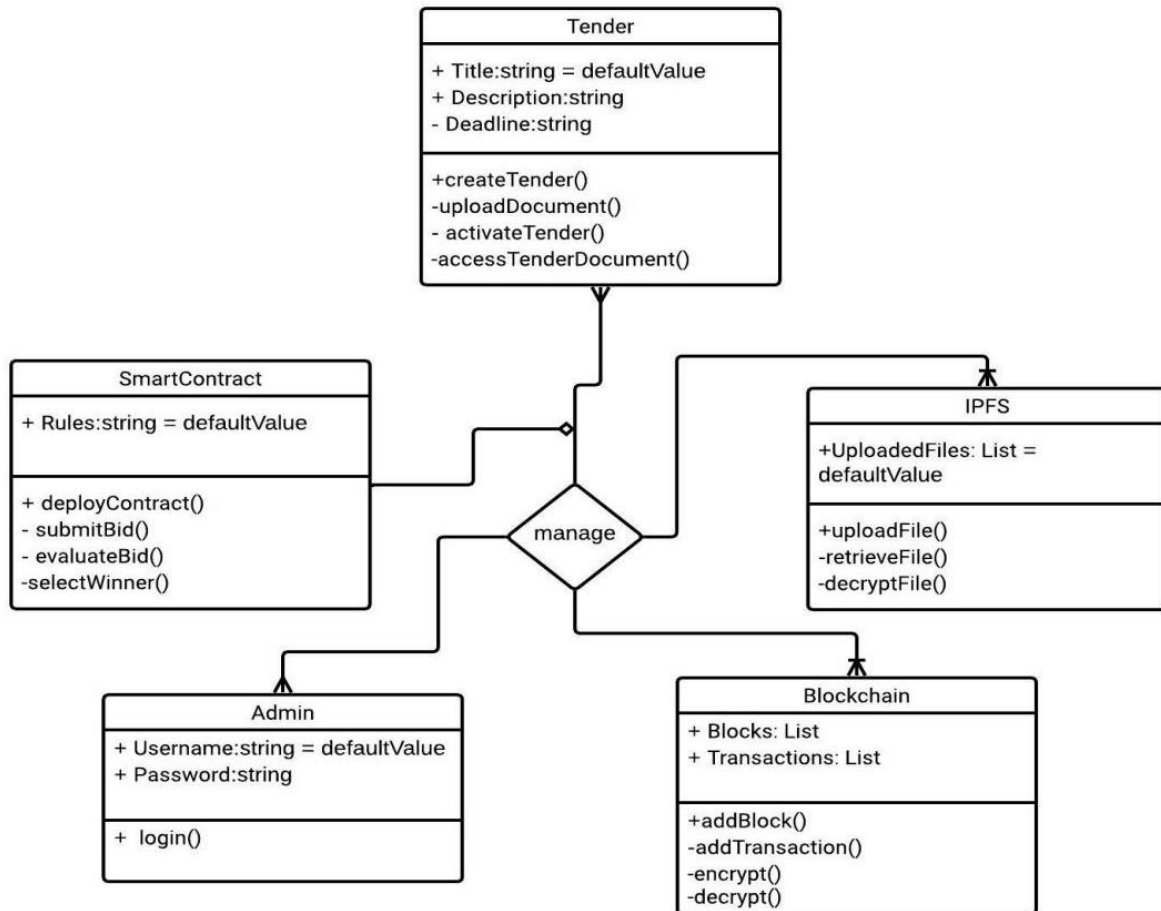 Tender
+ Title:string = defaultValue
+ Description:string
- Deadline:string
+createTender()
-uploadDocument()
- activateTender()
-accessTenderDocument()
SmartContract
+ Rules:string = defaultValue
+ deployContract()
- submitBid()
- evaluateBid()
-selectWinner()
manage
IPFS
+UploadedFiles: List =
defaultValue
+uploadFile()
-retrieveFile()
-decryptFile()
Admin
+ Username:string = defaultValue
+ Password:string
+ login()
Blockchain
+ Blocks: List
+ Transactions: List
+addBlock()
-addTransaction()
-encrypt()
-decrypt()